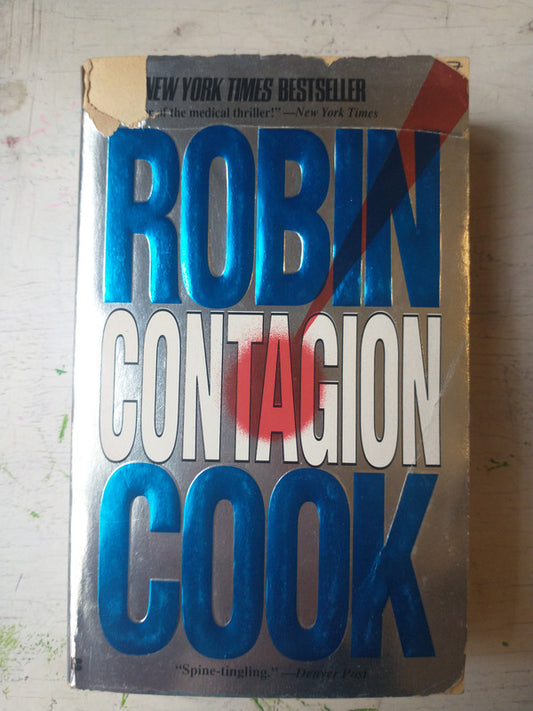 NEW YORK TIMES BESTSELLER
of the medical thriller!"—New York Times
ROBIN
CONTAGION
COOK
"Spine-tingling."—Denver Post